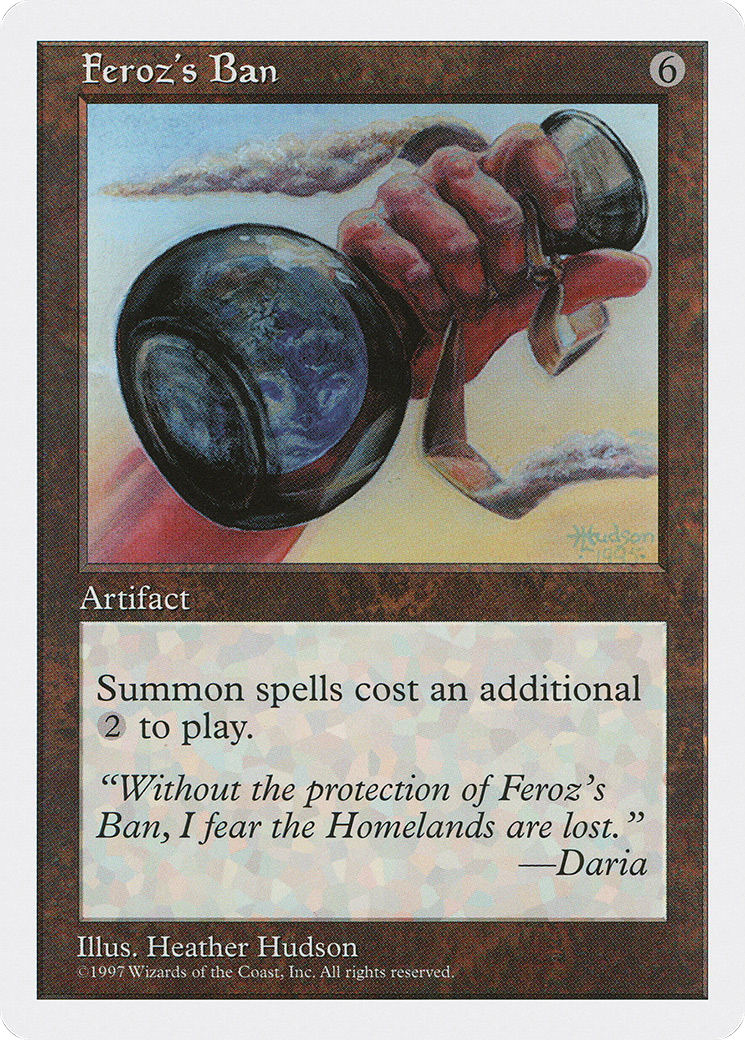 Feroz's Ban
6
Hudson
1995
Artifact
Summon spells cost an additional
2 to play.
“Without the protection of Feroz’s
Ban, I fear the Homelands are lost.”
—Daria
Illus. Heather Hudson
©1997 Wizards of the Coast, Inc. All rights reserved.